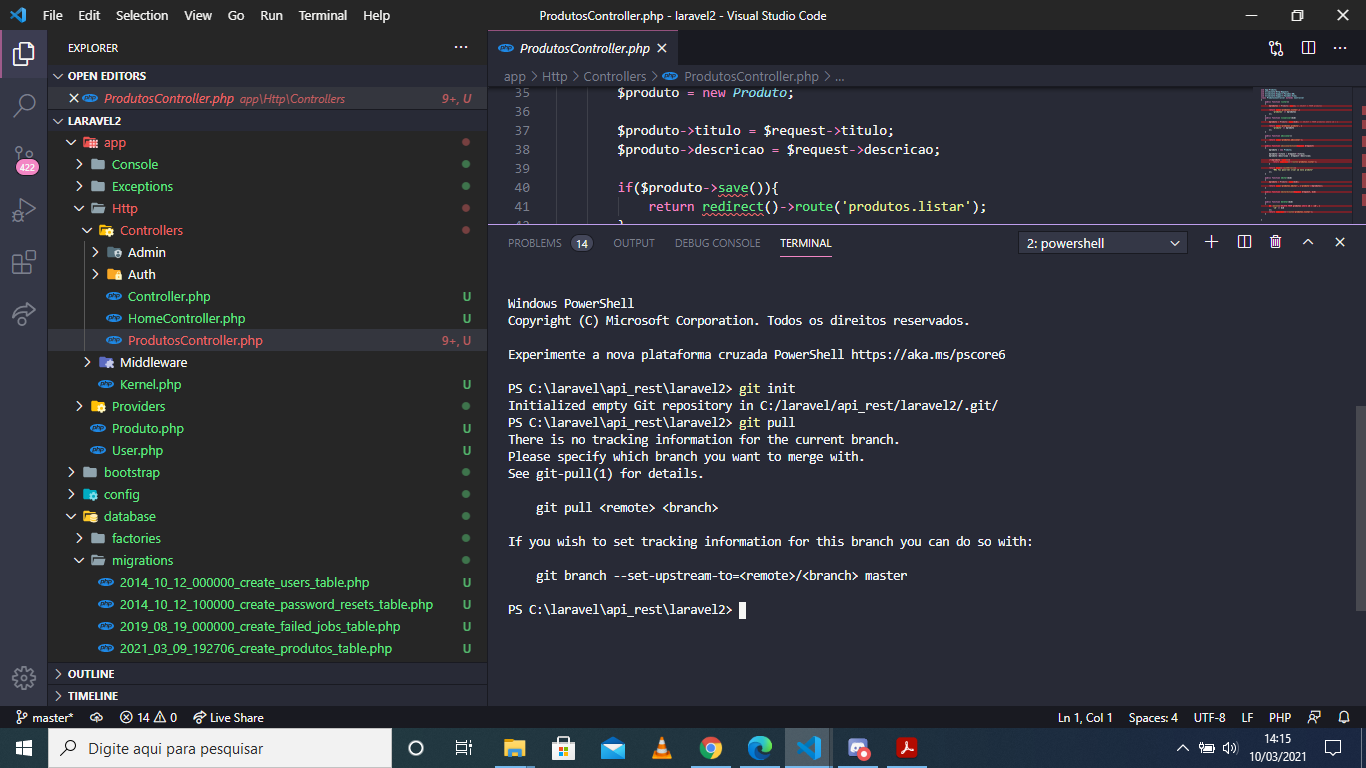 File Edit Selection View Go Run Terminal Help
ProdutosController.php - laravel2 - Visual Studio Code
EXPLORER
OPEN EDITORS
ProdutosController.php app\Http\Controllers 9+, U
LARAVEL2
app
Console
Exceptions
Http
Controllers
Admin
Auth
Controller.php U
HomeController.php U
ProdutosController.php 9+, U
Middleware
Kernel.php U
Providers
Produto.php U
User.php U
bootstrap
config
database
factories
migrations
2014_10_12_000000_create_users_table.php U
2014_10_12_100000_create_password_resets_table.php U
2019_08_19_000000_create_failed_jobs_table.php U
2021_03_09_192706_create_produtos_table.php U
OUTLINE
TIMELINE
422
ProdutosController.php
app > Http > Controllers > ProdutosController.php > ...
35 $produto = new Produto;
36
37 $produto->titulo = $request->titulo;
38 $produto->descricao = $request->descricao;
39
40 if($produto->save()){
41 return redirect()->route('produtos.listar');
42 }
PROBLEMS 14 OUTPUT DEBUG CONSOLE TERMINAL 2: powershell
Windows PowerShell
Copyright (C) Microsoft Corporation. Todos os direitos reservados.
Experimente a nova plataforma cruzada PowerShell https://aka.ms/pscore6
PS C:\laravel\api_rest\laravel2> git init
Initialized empty Git repository in C:/laravel/api_rest/laravel2/.git/
PS C:\laravel\api_rest\laravel2> git pull
There is no tracking information for the current branch.
Please specify which branch you want to merge with.
See git-pull(1) for details.
git pull <remote> <branch>
If you wish to set tracking information for this branch you can do so with:
git branch --set-upstream-to=<remote>/<branch> master
PS C:\laravel\api_rest\laravel2>
master* 14 0 Live Share
Ln 1, Col 1 Spaces: 4 UTF-8 LF PHP
Digite aqui para pesquisar
14:15
10/03/2021